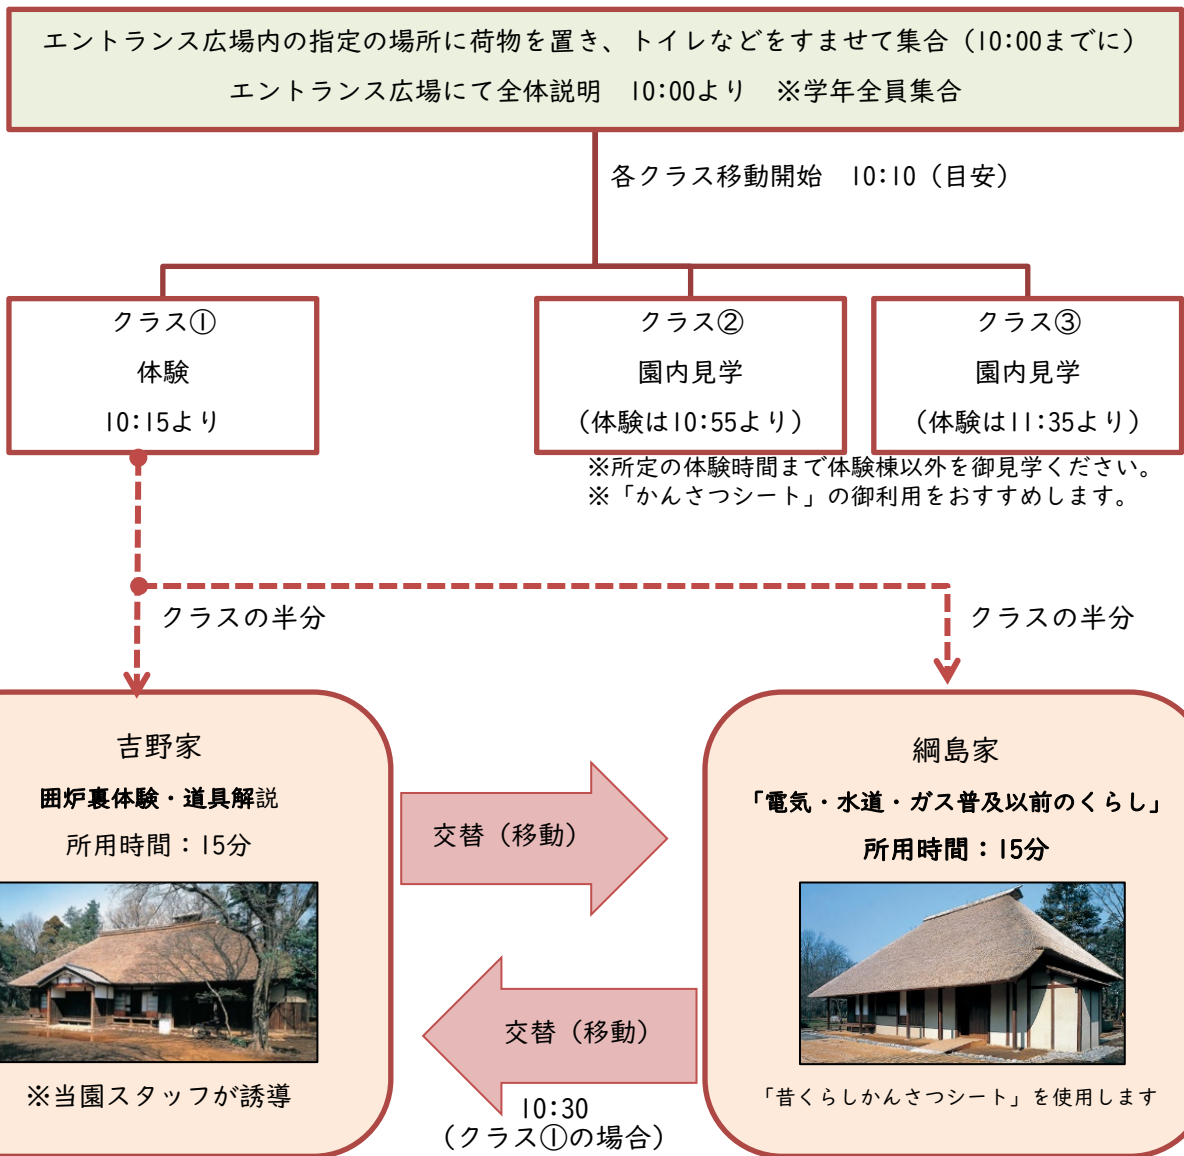 エントランス広場内の指定の場所に荷物を置き、トイレなどをすませて集合（10:00までに）
エントランス広場にて全体説明　10:00より　※学年全員集合
各クラス移動開始　10:10（目安）
クラス①
体験
10:15より
クラス②
園内見学
（体験は10:55より）
クラス③
園内見学
（体験は11:35より）
※所定の体験時間まで体験棟以外を御見学ください。
※「かんさつシート」の御利用をおすすめします。
クラスの半分
クラスの半分
吉野家
囲炉裏体験・道具解説
所用時間：15分
※当園スタッフが誘導
交替（移動）
交替（移動）
10:30
（クラス①の場合）
綱島家
「電気・水道・ガス普及以前のくらし」
所用時間：15分
「昔くらしかんさつシート」を使用します